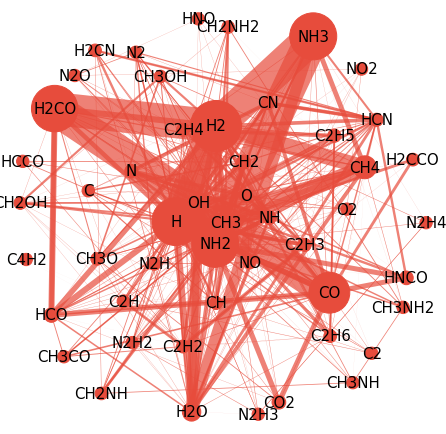 HNO
CH2NH2
NH3
H2CN
N2
NO2
N2O
CH3OH
CN
H2CO
HCN
C2H4
H2
C2H5
HCCO
CH2
CH4
H2CCO
N
C
OH
O
CH2OH
O2
H
CH3
NH
N2H4
NH2
C2H3
C4H2
CH3O
N2H
NO
HNCO
CO
C2H
CH
CH3NH2
HCO
C2H6
N2H2
C2H2
CH3CO
C2
CH3NH
CH2NH
CO2
H2O
N2H3